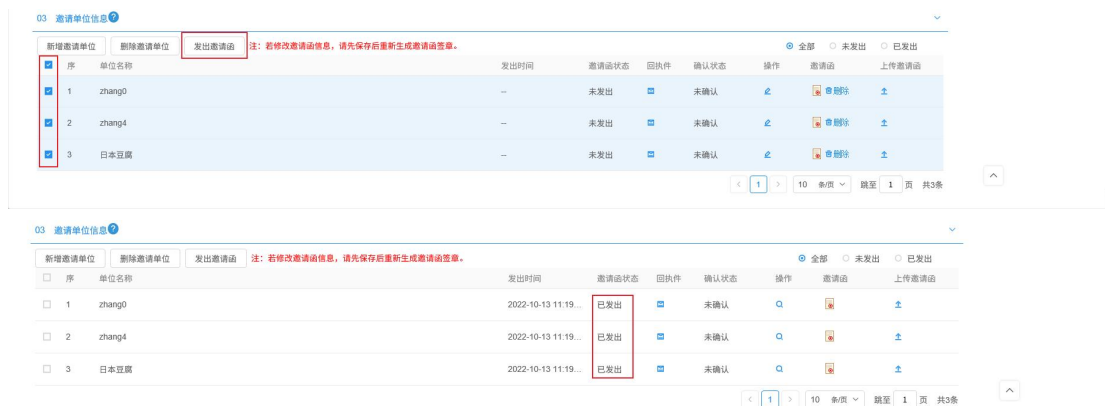 03 邀请单位信息?
新增邀请单位 删除邀请单位 发出邀请函 注：若修改邀请函信息，请先保存后重新生成邀请函签章。 全部 未发出 已发出
序 单位名称 发出时间 邀请函状态 回执件 确认状态 操作 邀请函 上传邀请函
1 zhang0 -- 未发出 未确认 删除
2 zhang4 -- 未发出 未确认 删除
3 日本豆腐 -- 未发出 未确认 删除
< 1 > 10 条/页 跳至 1 页 共3条
03 邀请单位信息?
新增邀请单位 删除邀请单位 发出邀请函 注：若修改邀请函信息，请先保存后重新生成邀请函签章。 全部 未发出 已发出
序 单位名称 发出时间 邀请函状态 回执件 确认状态 操作 邀请函 上传邀请函
1 zhang0 2022-10-13 11:19... 已发出 未确认
2 zhang4 2022-10-13 11:19... 已发出 未确认
3 日本豆腐 2022-10-13 11:19... 已发出 未确认
< 1 > 10 条/页 跳至 1 页 共3条